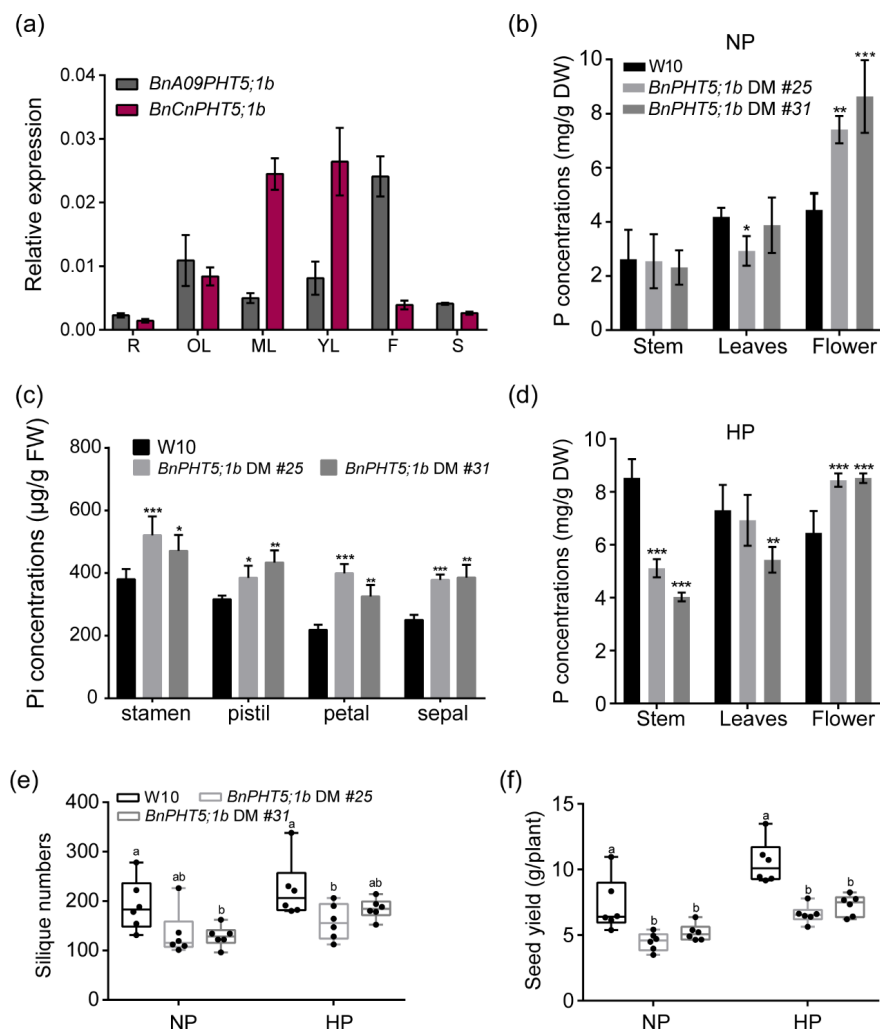 (a)
BnA09PHT5;1b
BnCnPHT5;1b
Relative expression
0.04
0.03
0.02
0.01
0.00
R OL ML YL F S
(b)
NP
W10
BnPHT5;1b DM #25
BnPHT5;1b DM #31
P concentrations (mg/g DW)
10
8
6
4
2
0
*
**
***
Stem Leaves Flower
(c)
W10
BnPHT5;1b DM #25 BnPHT5;1b DM #31
Pi concentrations (µg/g FW)
800
600
400
200
0
*** * * ** *** ** *** **
stamen pistil petal sepal
(d)
HP
P concentrations (mg/g DW)
10
8
6
4
2
0
*** *** ** *** ***
Stem Leaves Flower
(e)
W10 BnPHT5;1b DM #25
BnPHT5;1b DM #31
Silique numbers
400
300
200
100
0
a ab b a b ab
NP HP
(f)
Seed yield (g/plant)
15
10
5
0
a b b a b b
NP HP